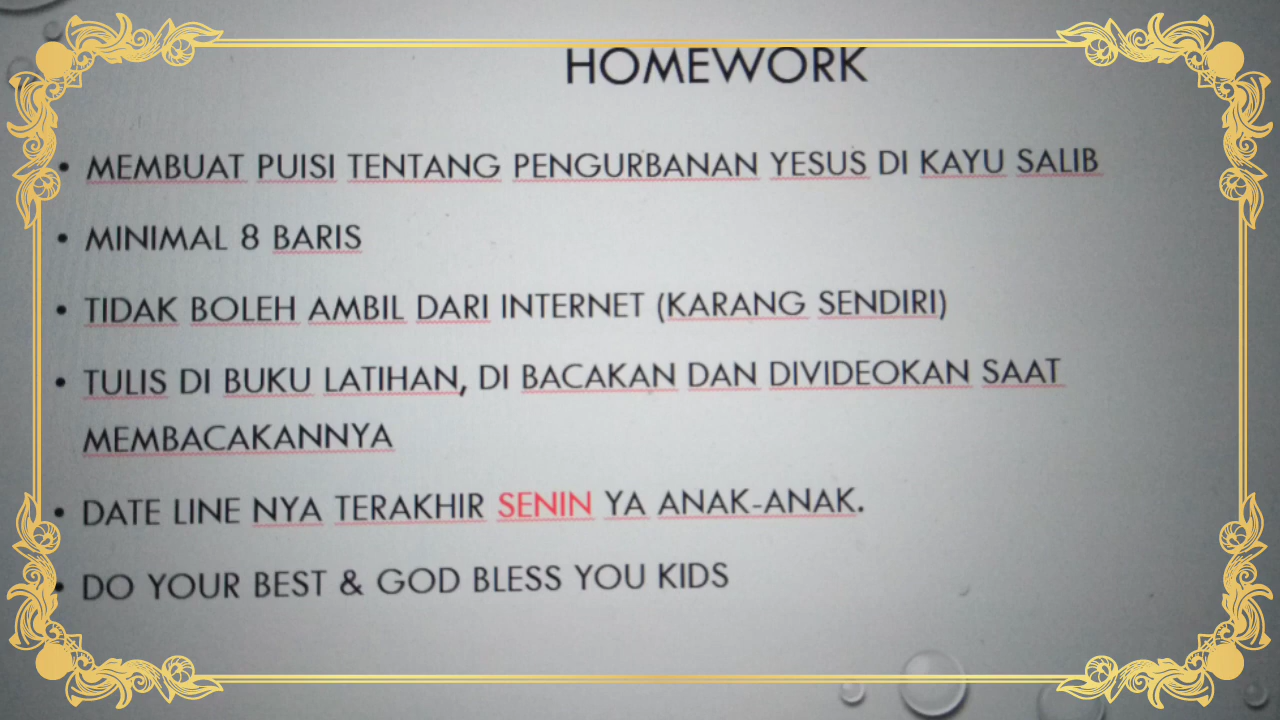 HOMEWORK
• MEMBUAT PUISI TENTANG PENGURBANAN YESUS DI KAYU SALIB
• MINIMAL 8 BARIS
• TIDAK BOLEH AMBIL DARI INTERNET (KARANG SENDIRI)
• TULIS DI BUKU LATIHAN, DI BACAKAN DAN DIVIDEOKAN SAAT
MEMBACAKANNYA
• DATE LINE NYA TERAKHIR SENIN YA ANAK-ANAK.
• DO YOUR BEST & GOD BLESS YOU KIDS